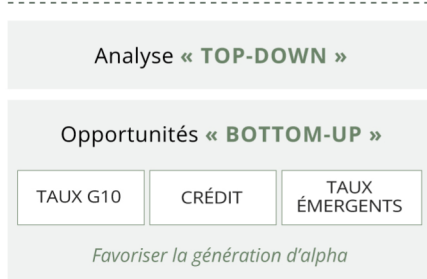 Analyse « TOP-DOWN »
Opportunités « BOTTOM-UP »
TAUX G10
CRÉDIT
TAUX
ÉMERGENTS
Favoriser la génération d’alpha